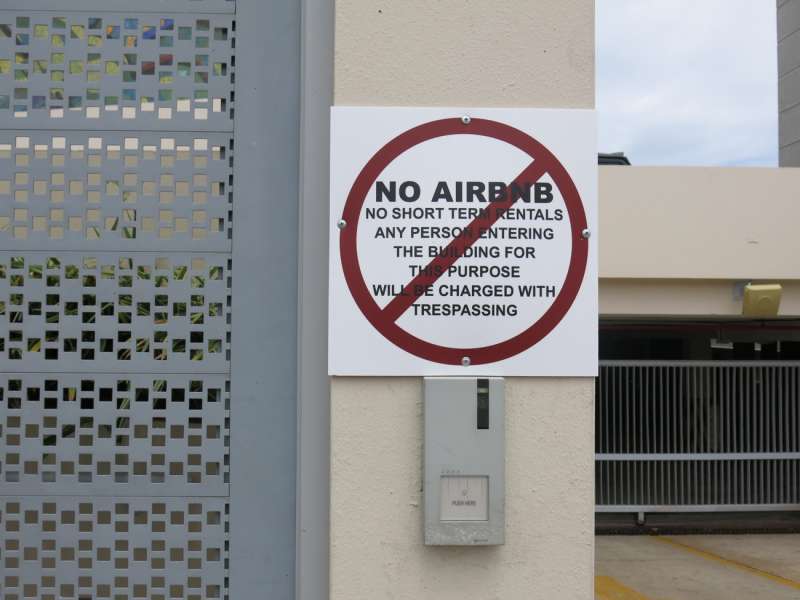 NO AIRBNB
NO SHORT TERM RENTALS
ANY PERSON ENTERING
THE BUILDING FOR
THIS PURPOSE
WILL BE CHARGED WITH
TRESPASSING
PUSH HERE